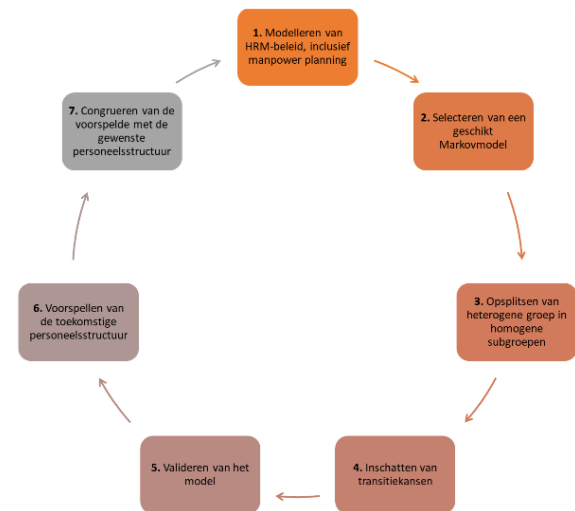 1. Modelleren van
HRM-beleid, inclusief
manpower planning
2. Selecteren van een
geschikt
Markovmodel
3. Opsplitsen van
heterogene groep in
homogene
subgroepen
4. Inschatten van
transitiekansen
5. Valideren van het
model
6. Voorspellen van
de toekomstige
personeelsstructuur
7. Congrueren van de
voorspelde met de
gewenste
personeelsstructuur